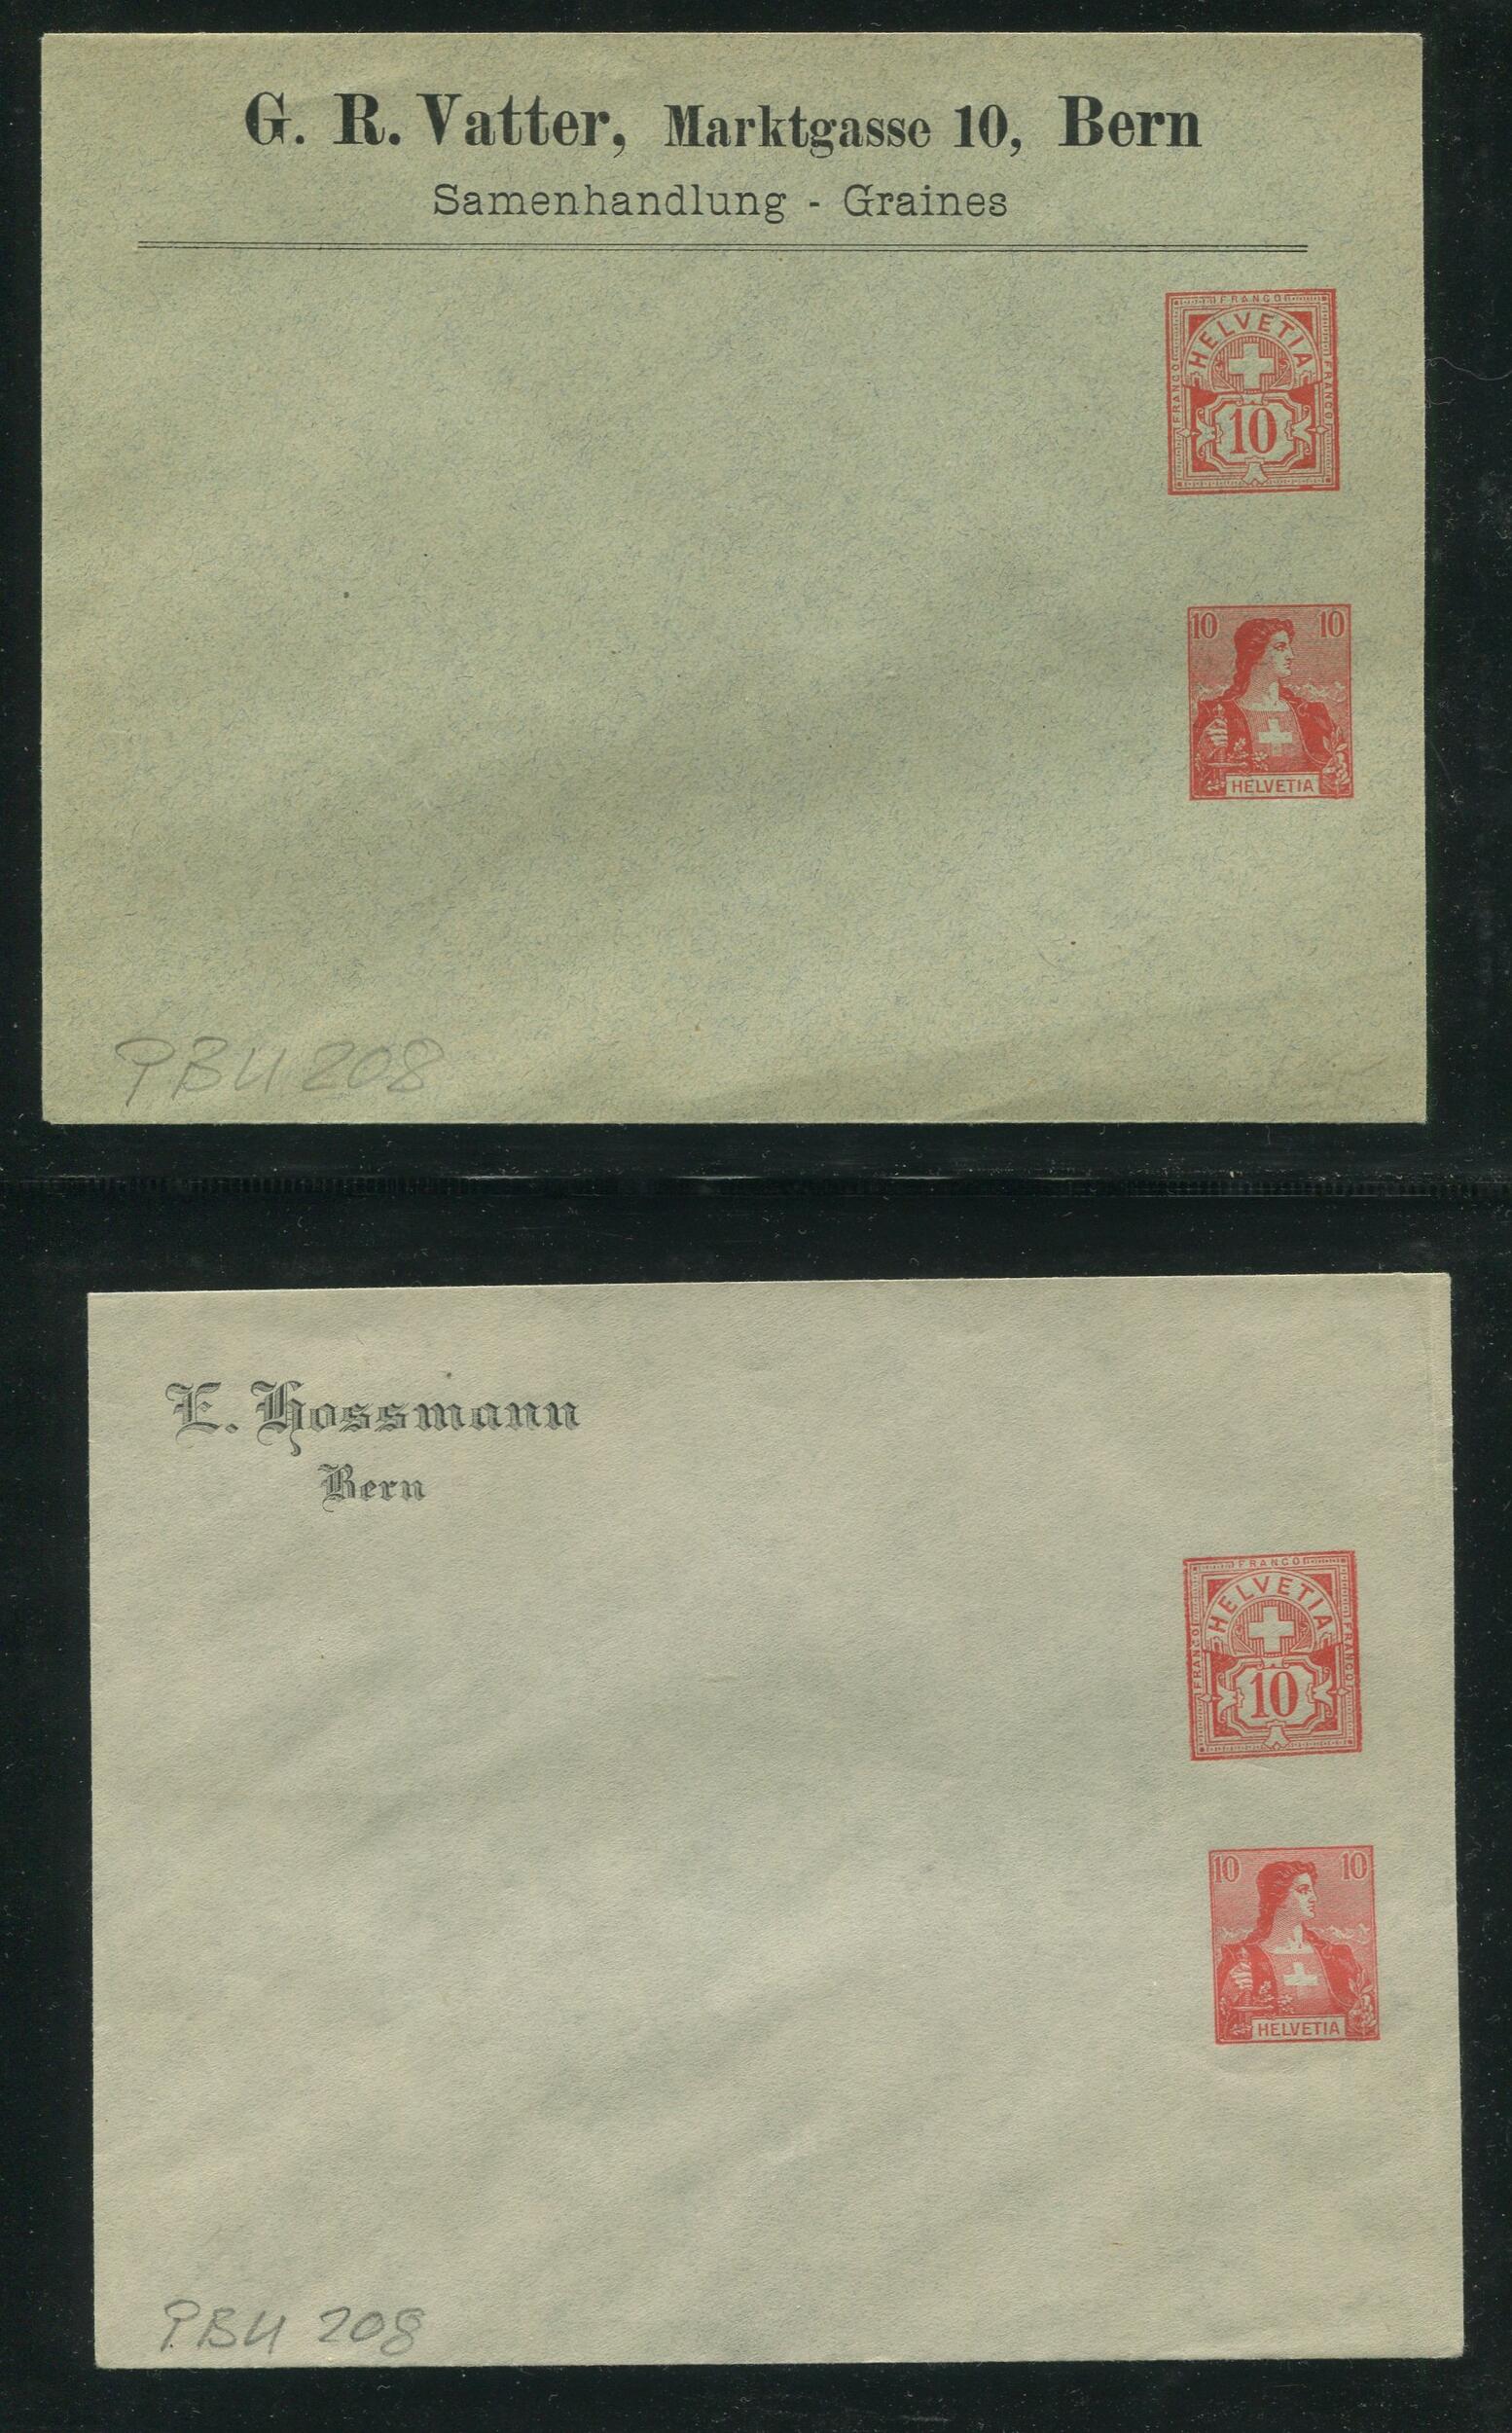 G. R. Vatter, Marktgasse 10, Bern
Samenhandlung - Graines
FRANCO
HELVETIA
FRANCO
FRANCO
10
10 10
HELVETIA
PBU 208
E. Hossmann
Bern
FRANCO
HELVETIA
FRANCO
FRANCO
10
10 10
HELVETIA
PBU 208